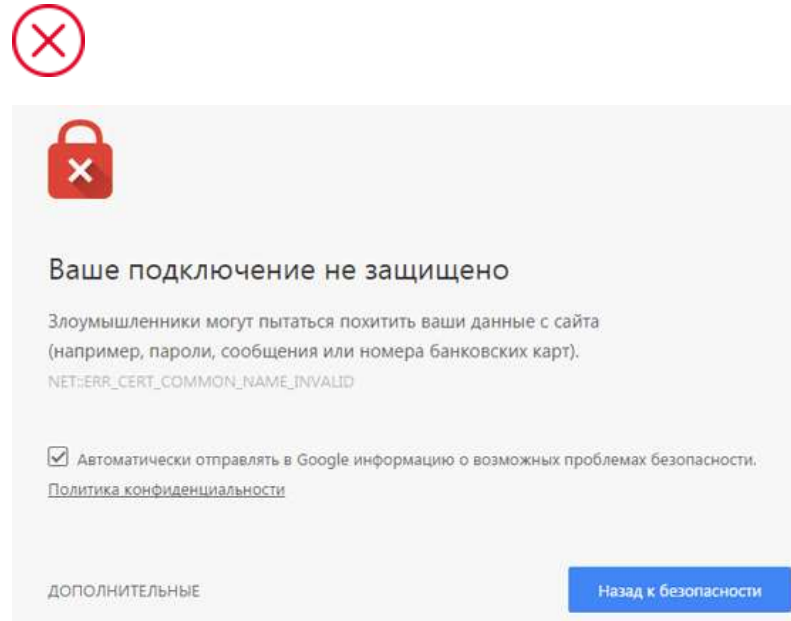 Ваше подключение не защищено
Злоумышленники могут пытаться похитить ваши данные с сайта
(например, пароли, сообщения или номера банковских карт).
NET::ERR_CERT_COMMON_NAME_INVALID
Автоматически отправлять в Google информацию о возможных проблемах безопасности.
Политика конфиденциальности
ДОПОЛНИТЕЛЬНЫЕ
Назад к безопасности